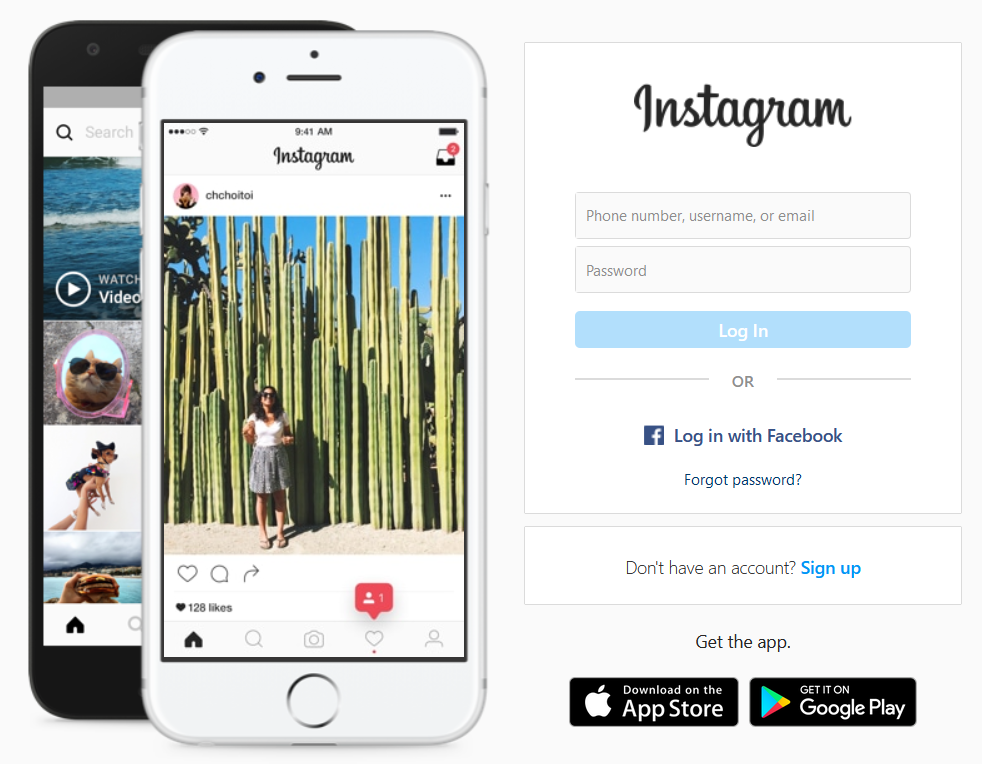 Search
WATCH
Video
9:41 AM
Instagram
2
chchoitoi
128 likes
1
Instagram
Phone number, username, or email
Password
Log In
OR
Log in with Facebook
Forgot password?
Don't have an account? Sign up
Get the app.
Download on the
App Store
GET IT ON
Google Play